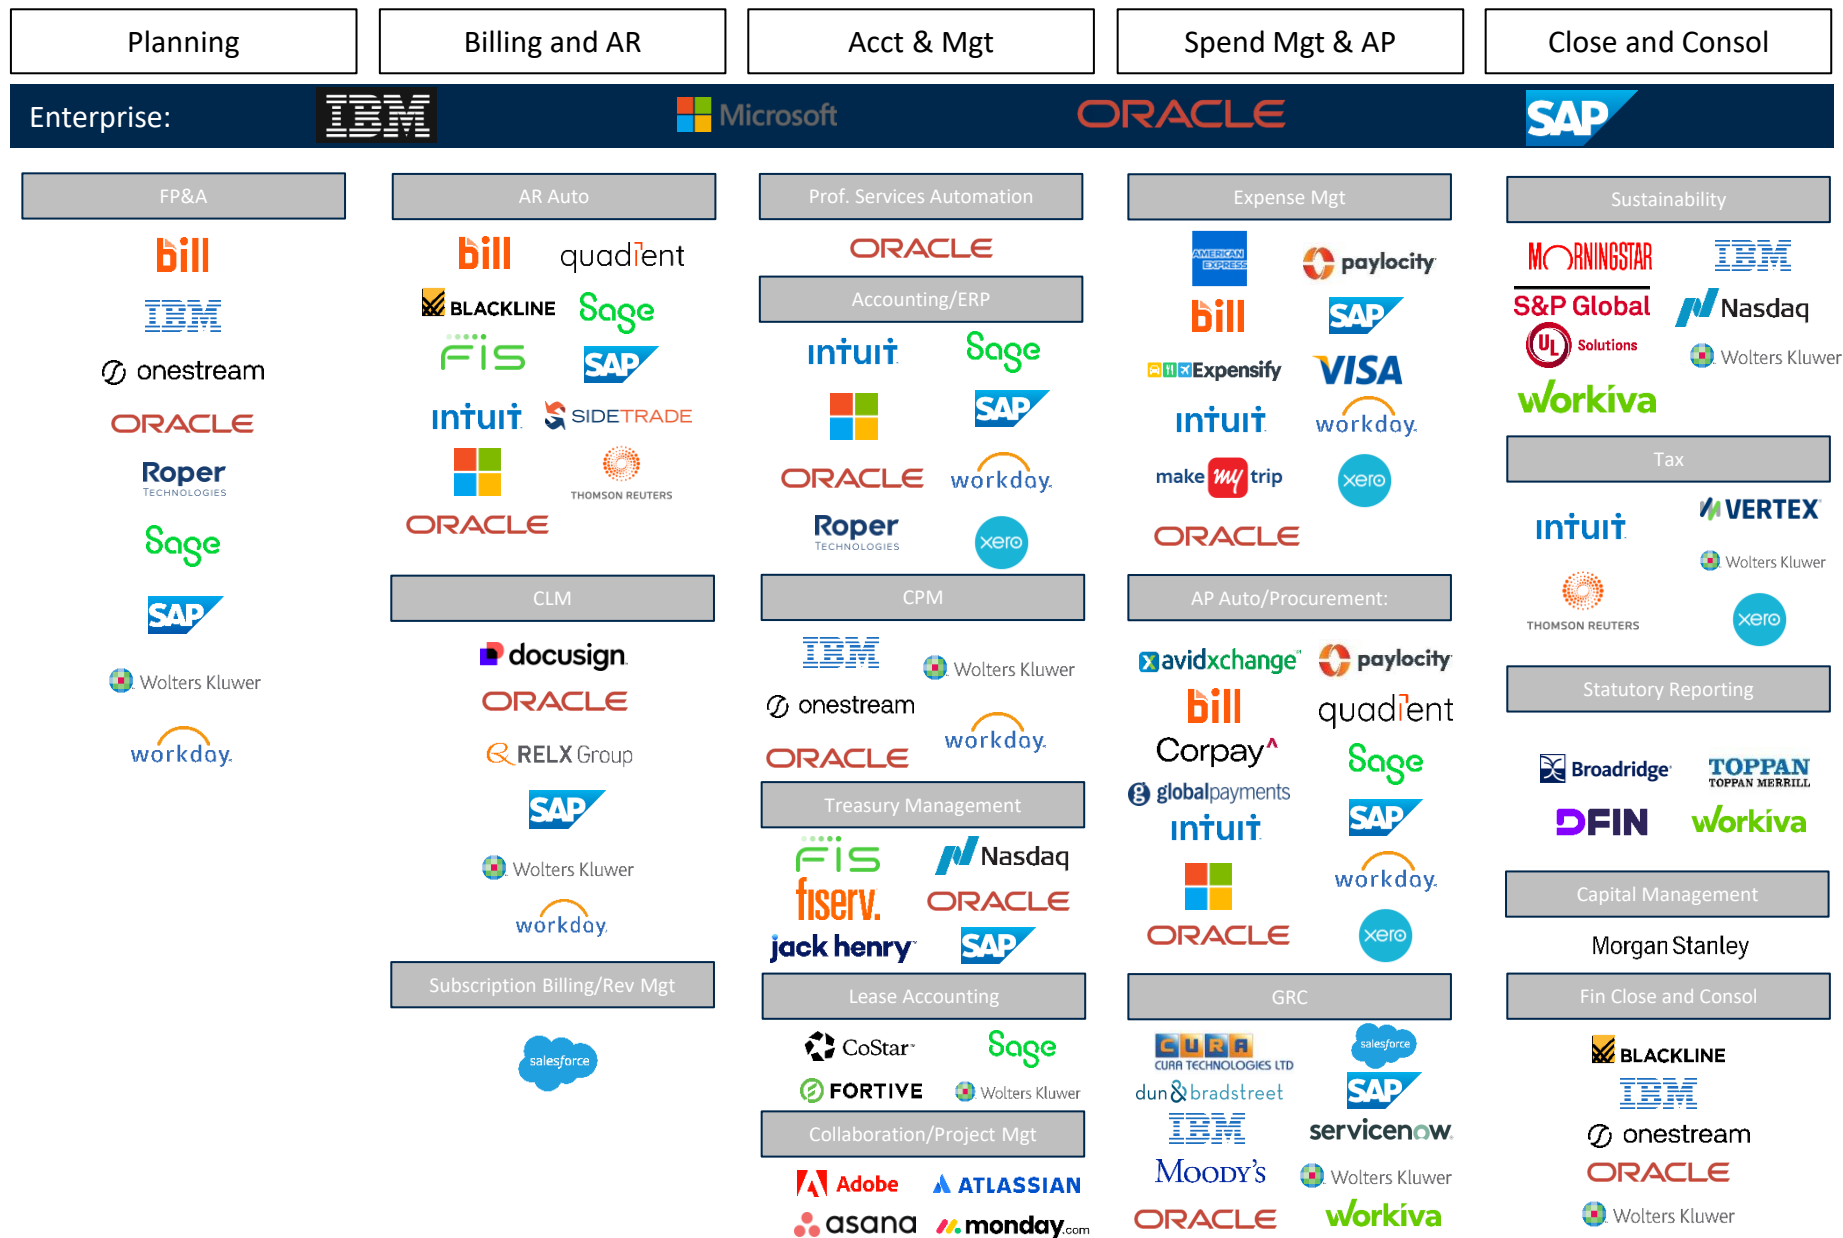 Planning
Billing and AR
Acct & Mgt
Spend Mgt & AP
Close and Consol
Enterprise:
IBM
Microsoft
ORACLE
SAP
FP&A
bill
IBM
onestream
ORACLE
Roper
TECHNOLOGIES
Sage
SAP
Wolters Kluwer
workday.
AR Auto
bill
quadient
BLACKLINE
Sage
FIS
SAP
INTUIT
SIDETRADE
THOMSON REUTERS
ORACLE
CLM
docusign
ORACLE
RELX Group
SAP
Wolters Kluwer
workday.
Subscription Billing/Rev Mgt
salesforce
Prof. Services Automation
ORACLE
Accounting/ERP
INTUIT
Sage
SAP
ORACLE
workday.
Roper
TECHNOLOGIES
xero
CPM
IBM
Wolters Kluwer
onestream
workday.
ORACLE
Treasury Management
FIS
Nasdaq
fiserv.
ORACLE
jack henry™
SAP
Lease Accounting
CoStar™
Sage
FORTIVE
Wolters Kluwer
Collaboration/Project Mgt
Adobe
ATLASSIAN
asana
monday.com
Expense Mgt
AMERICAN
EXPRESS
paylocity
bill
SAP
Expensify
VISA
INTUIT
workday.
make my trip
xero
ORACLE
AP Auto/Procurement:
avidxchange™
paylocity
bill
quadient
Corpay^
Sage
globalpayments
INTUIT
SAP
workday.
ORACLE
xero
GRC
CURA
CURA TECHNOLOGIES LTD
salesforce
dun & bradstreet
SAP
IBM
servicenow.
MOODY'S
Wolters Kluwer
ORACLE
workiva
Sustainability
MORNINGSTAR
IBM
S&P Global
Nasdaq
UL Solutions
Wolters Kluwer
workiva
Tax
INTUIT
VERTEX
Wolters Kluwer
THOMSON REUTERS
xero
Statutory Reporting
Broadridge
TOPPAN
TOPPAN MERRILL
DFIN
workiva
Capital Management
Morgan Stanley
Fin Close and Consol
BLACKLINE
IBM
onestream
ORACLE
Wolters Kluwer